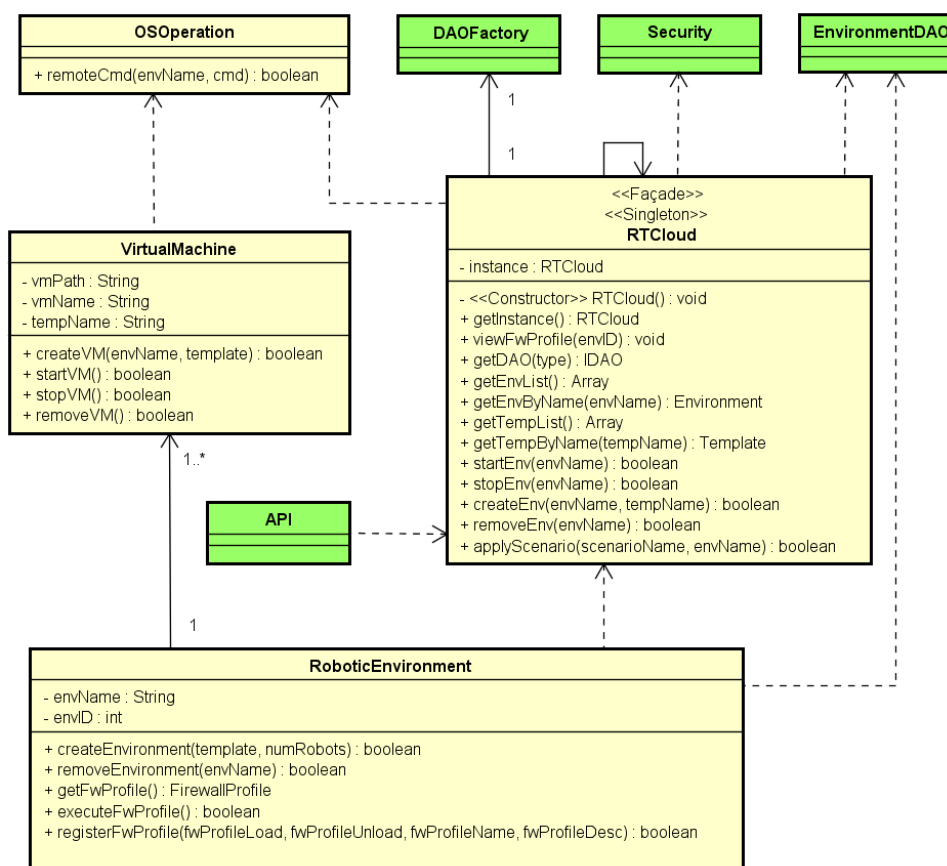 OSOperation
+ remoteCmd(envName, cmd) : boolean
DAOFactory
Security
EnvironmentDAO
1
1
<<Façade>>
<<Singleton>>
RTCloud
- instance : RTCloud
- <<Constructor>> RTCloud() : void
+ getInstance() : RTCloud
+ viewFwProfile(envID) : void
+ getDAO(type) : IDAO
+ getEnvList() : Array
+ getEnvByName(envName) : Environment
+ getTempList() : Array
+ getTempByName(tempName) : Template
+ startEnv(envName) : boolean
+ stopEnv(envName) : boolean
+ createEnv(envName, tempName) : boolean
+ removeEnv(envName) : boolean
+ applyScenario(scenarioName, envName) : boolean
VirtualMachine
- vmPath : String
- vmName : String
- tempName : String
+ createVM(envName, template) : boolean
+ startVM() : boolean
+ stopVM() : boolean
+ removeVM() : boolean
1..*
API
1
RoboticEnvironment
- envName : String
- envID : int
+ createEnvironment(template, numRobots) : boolean
+ removeEnvironment(envName) : boolean
+ getFwProfile() : FirewallProfile
+ executeFwProfile() : boolean
+ registerFwProfile(fwProfileLoad, fwProfileUnload, fwProfileName, fwProfileDesc) : boolean